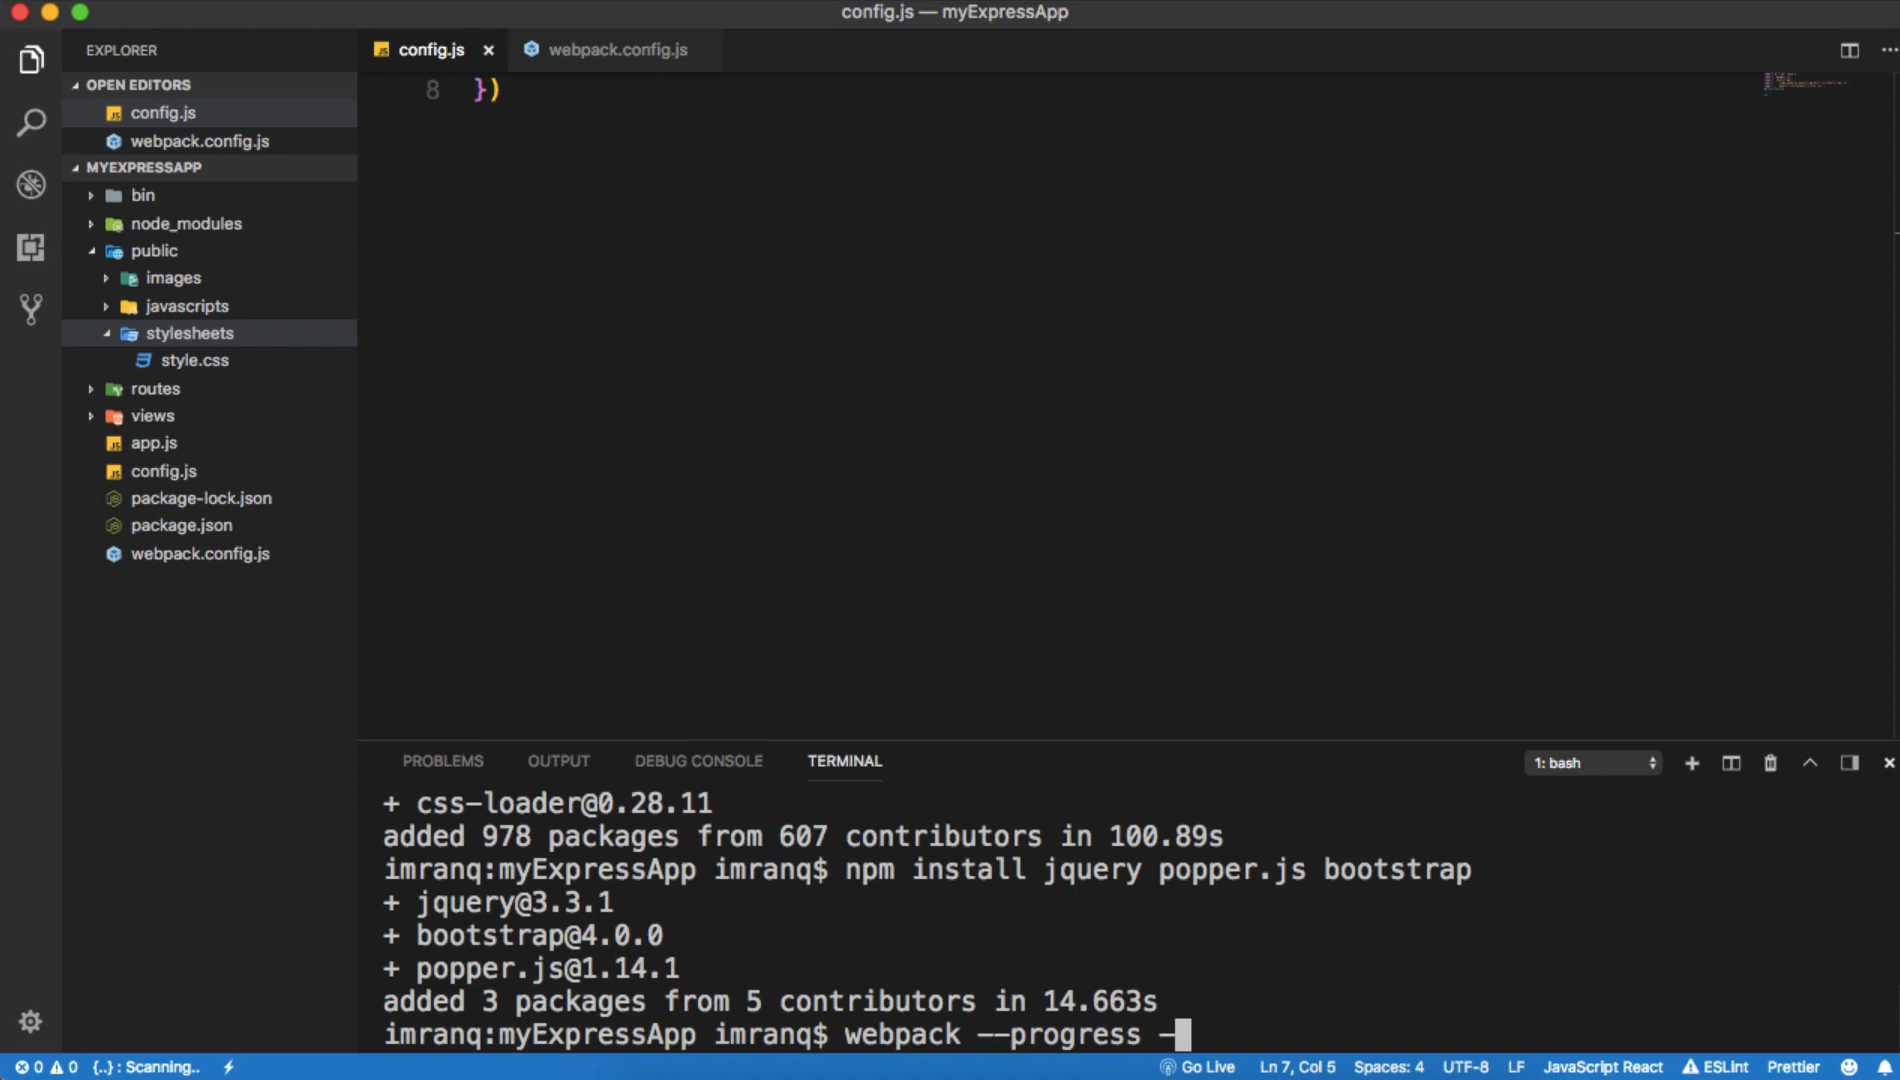 config.js — myExpressApp
EXPLORER
config.js
webpack.config.js
OPEN EDITORS
config.js
webpack.config.js
MYEXPRESSAPP
bin
node_modules
public
images
javascripts
stylesheets
style.css
routes
views
app.js
config.js
package-lock.json
package.json
webpack.config.js
8 })
PROBLEMS OUTPUT DEBUG CONSOLE TERMINAL 1: bash
+ css-loader@0.28.11
added 978 packages from 607 contributors in 100.89s
imranq:myExpressApp imranq$ npm install jquery popper.js bootstrap
+ jquery@3.3.1
+ bootstrap@4.0.0
+ popper.js@1.14.1
added 3 packages from 5 contributors in 14.663s
imranq:myExpressApp imranq$ webpack --progress -
0 0 {..} : Scanning.. Go Live Ln 7, Col 5 Spaces: 4 UTF-8 LF JavaScript React ESLint Prettier